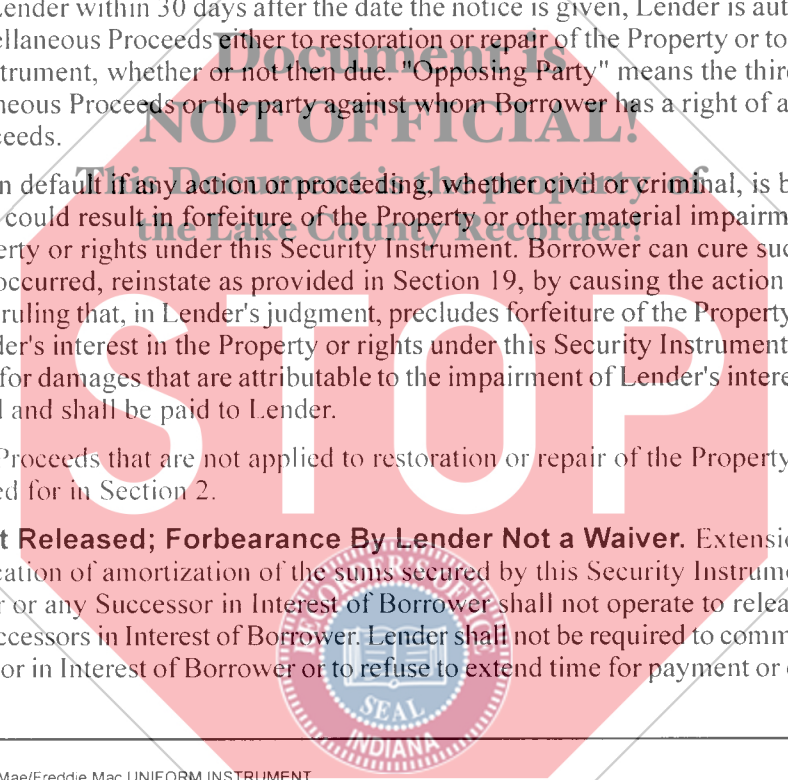 Lender within 30 days after the date the notice is given, Lender is aut
ellaneous Proceeds either to restoration or repair of the Property or to
trument, whether or not then due. "Opposing Party" means the third
neous Proceeds or the party against whom Borrower has a right of a
ceeds.
n default if any action or proceeding, whether civil or criminal, is b
could result in forfeiture of the Property or other material impairm
erty or rights under this Security Instrument. Borrower can cure suc
occurred, reinstate as provided in Section 19, by causing the action
ruling that, in Lender's judgment, precludes forfeiture of the Property
der's interest in the Property or rights under this Security Instrument
for damages that are attributable to the impairment of Lender's intere
d and shall be paid to Lender.
Proceeds that are not applied to restoration or repair of the Property
ed for in Section 2.
t Released; Forbearance By Lender Not a Waiver. Extensi
cation of amortization of the sums secured by this Security Instrume
r or any Successor in Interest of Borrower shall not operate to relea
ccessors in Interest of Borrower. Lender shall not be required to comm
or in Interest of Borrower or to refuse to extend time for payment or
Mae/Freddie Mac UNIFORM INSTRUMENT
Document is
NOT OFFICIAL!
This Document is the property of
the Lake County Recorder!
STOP
RECORDER'S OFFICE
SEAL
INDIANA